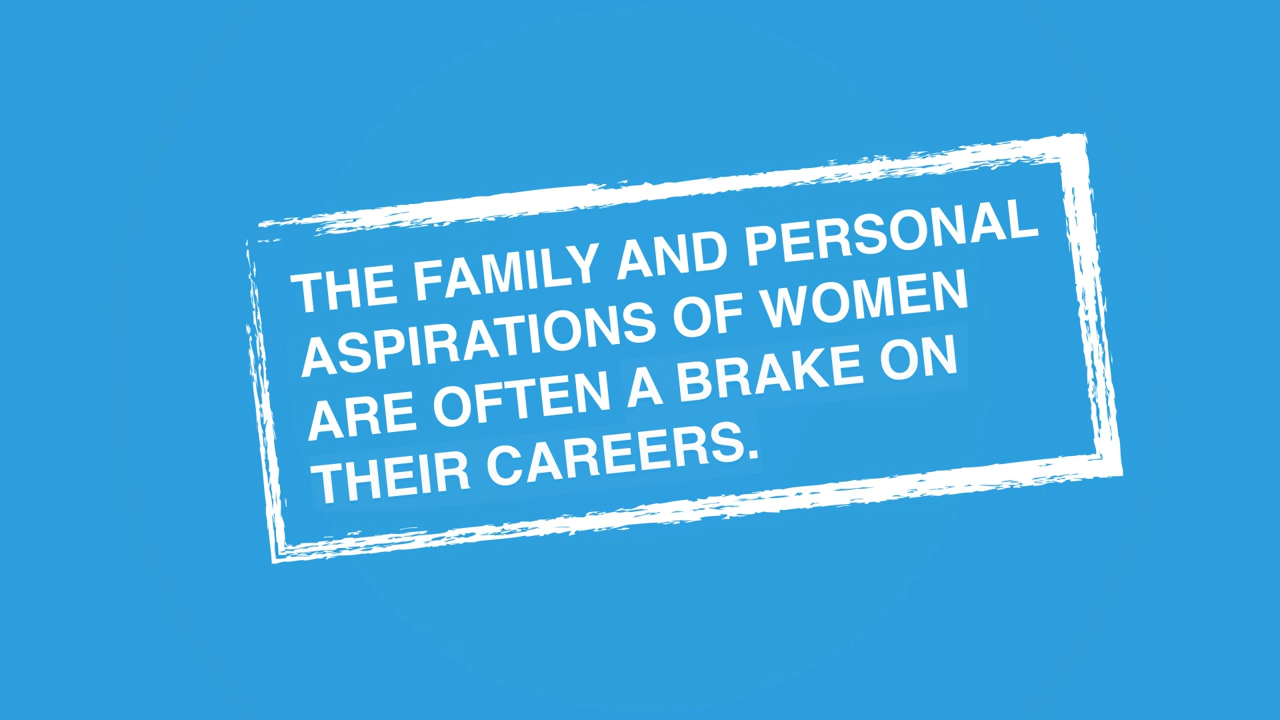 THE FAMILY AND PERSONAL
ASPIRATIONS OF WOMEN
ARE OFTEN A BRAKE ON
THEIR CAREERS.